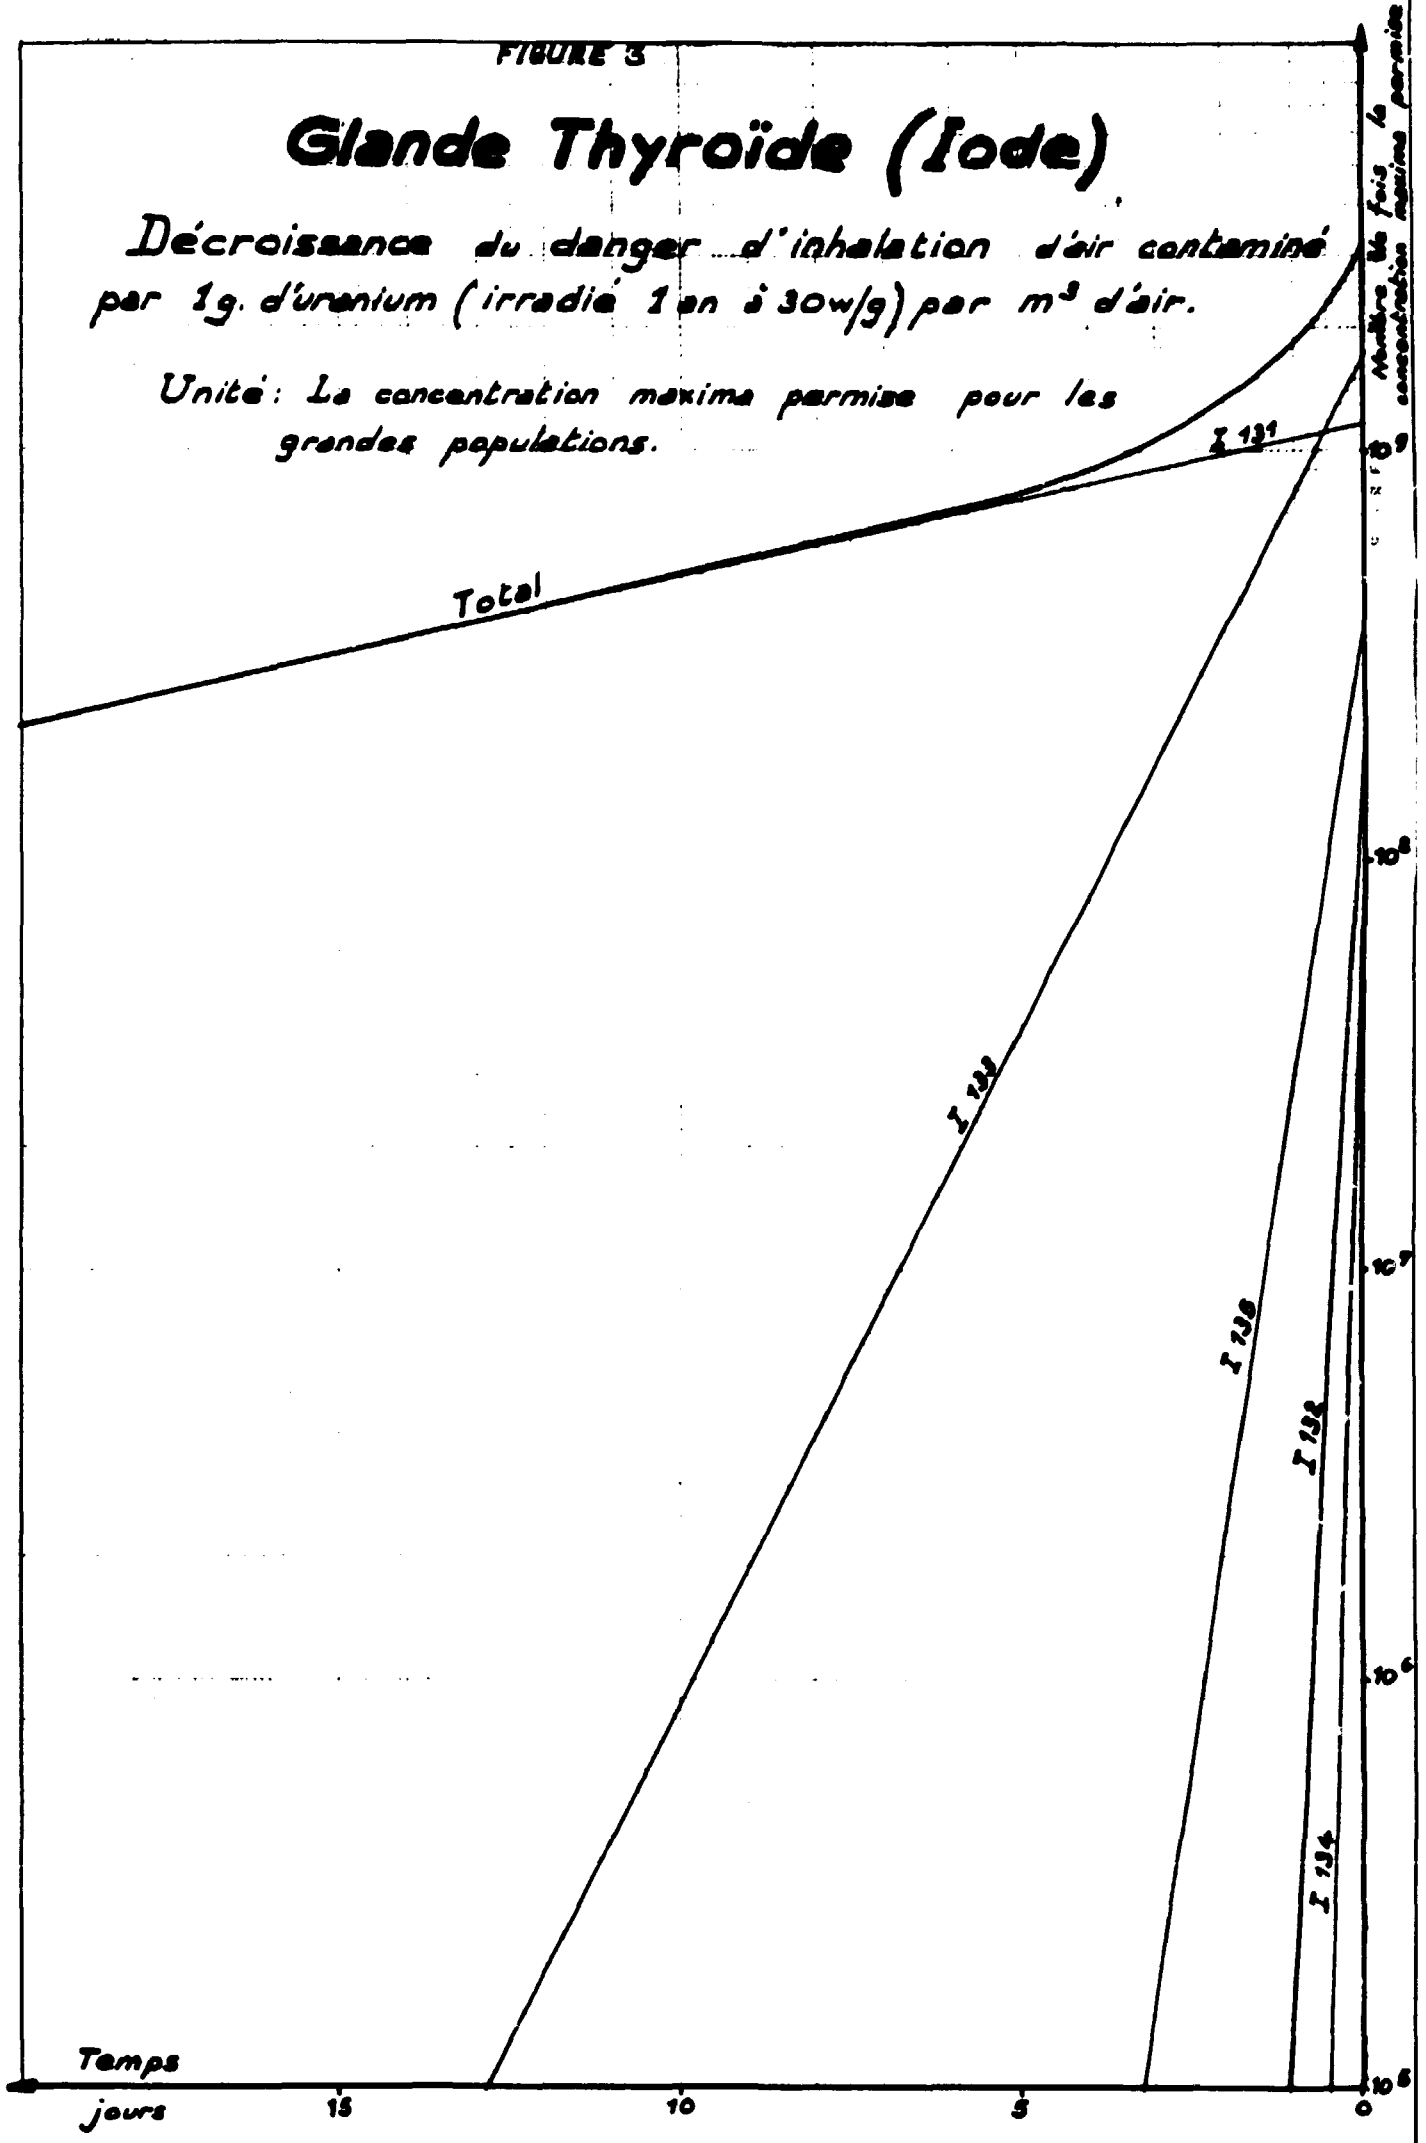 FIGURE 3
Glande Thyroïde (Iode)
Décroissance du danger d'inhalation d'air contaminé
par 1g. d'uranium (irradié 1 an à 30w/g) par m³ d'air.
Unité: La concentration maxima permise pour les
grandes populations.
Nombre de fois la
concentration maxima permise
I 131
10⁹
Total
10⁸
I 133
10⁷
I 135
I 132
10⁶
I 134
Temps
10⁵
jours
15
10
5
0